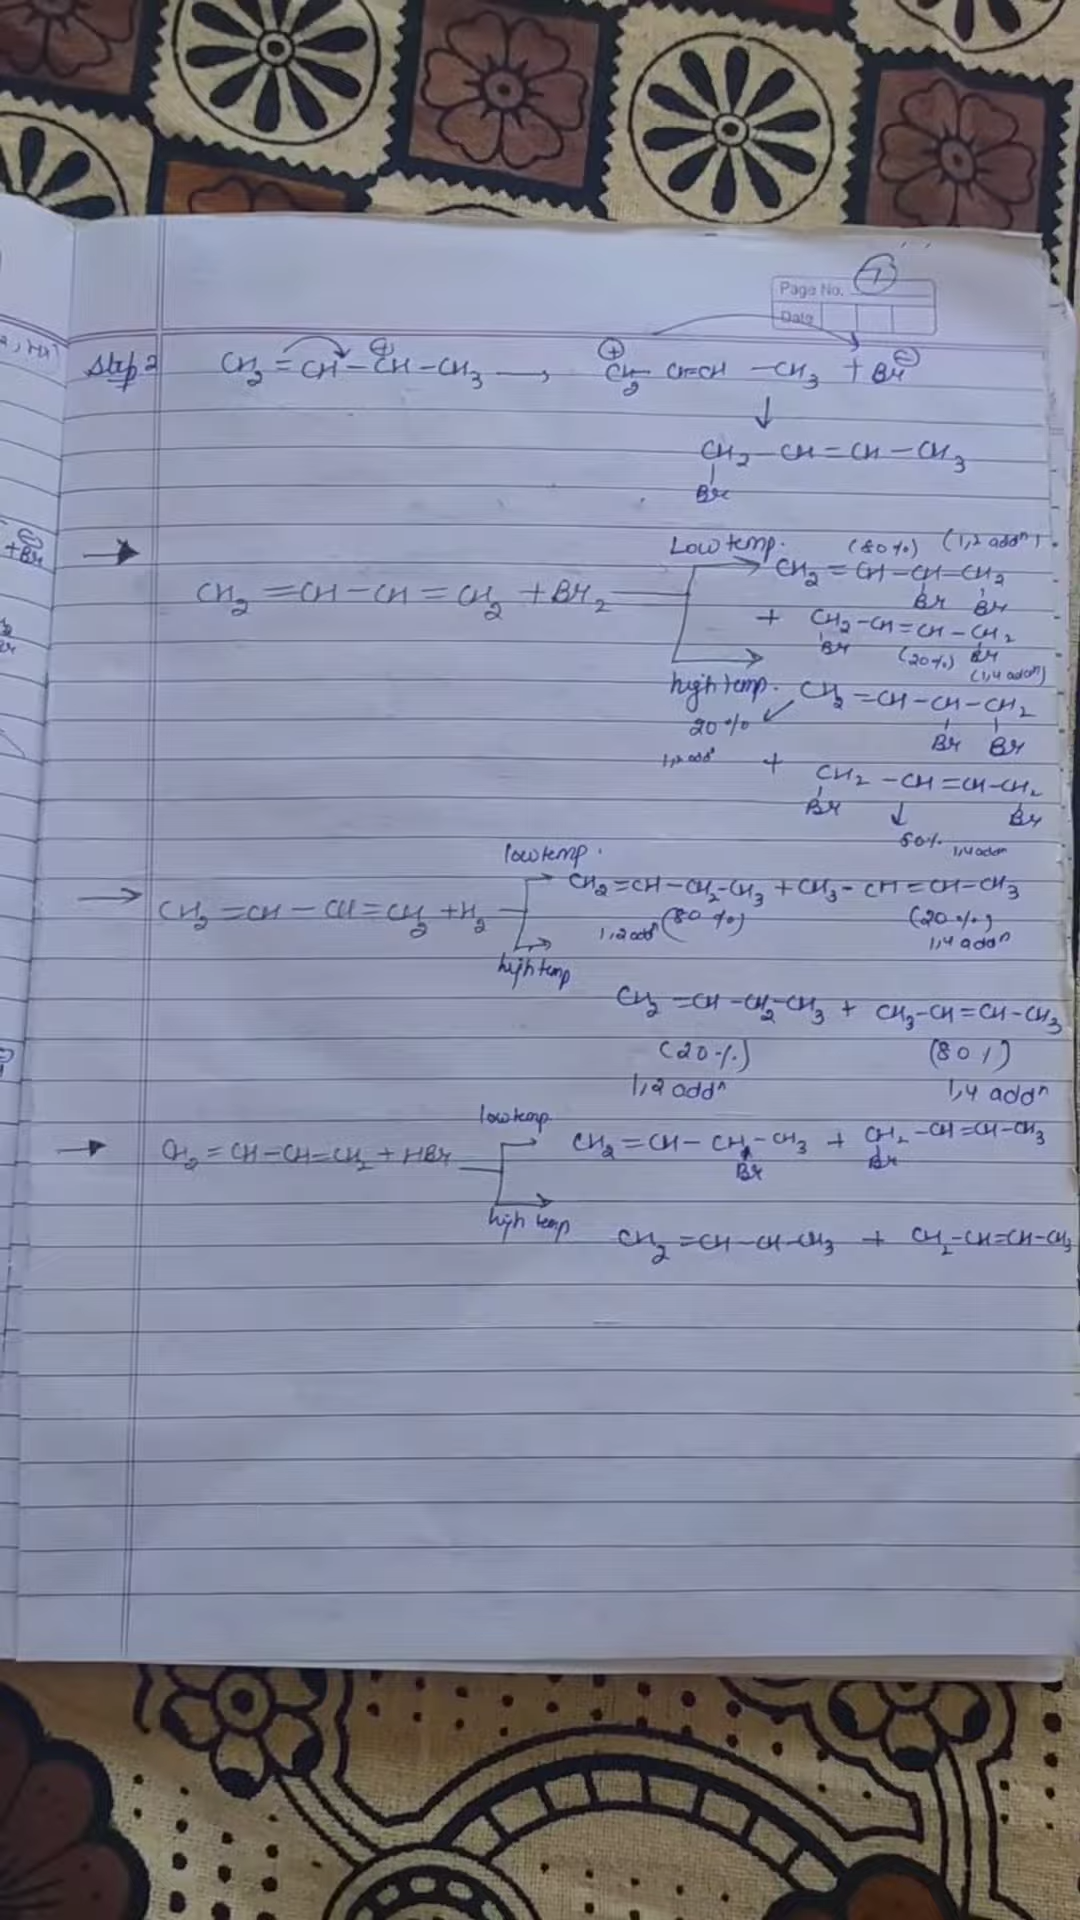 Page No. 7
Date
Step 2 CH₂=CH-C⊕H-CH₃ → ⊕CH₂-CH=CH-CH₃ + Br⊖
↓
CH₂-CH=CH-CH₃
Br
+Br⊖
→ Low temp. (80%) (1,2 addⁿ)
CH₂=CH-CH-CH₂
CH₂=CH-CH=CH₂ + Br₂
Br Br
+ CH₂-CH=CH-CH₂
Br (20%) Br
(1,4 addⁿ)
high temp. CH₂=CH-CH-CH₂
20% Br Br
1,2 addⁿ +
CH₂-CH=CH-CH₂
Br ↓ Br
80% 1,4 addⁿ
low temp.
→ CH₂=CH-CH=CH₂ + H₂ CH₂=CH-CH₂-CH₃ + CH₃-CH=CH-CH₃
1,2 addⁿ (80%) (20%)
1,4 addⁿ
high temp
CH₂=CH-CH₂-CH₃ + CH₃-CH=CH-CH₃
(20%) (80%)
1,2 addⁿ 1,4 addⁿ
low temp
→ CH₂=CH-CH=CH₂ + HBr CH₂=CH-CH-CH₃ + CH₂-CH=CH-CH₃
Br Br
high temp
CH₂=CH-CH-CH₃ + CH₂-CH=CH-CH₃